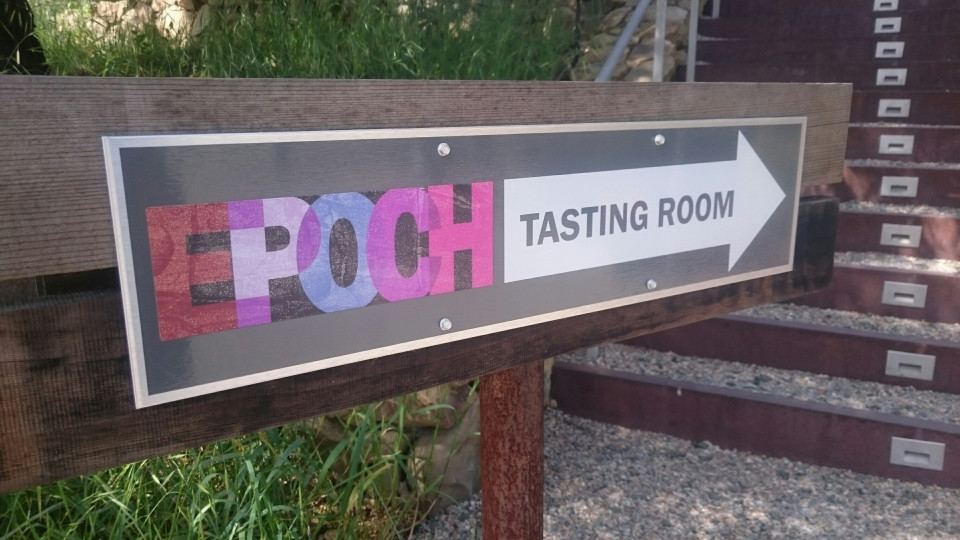 EPOCH TASTING ROOM